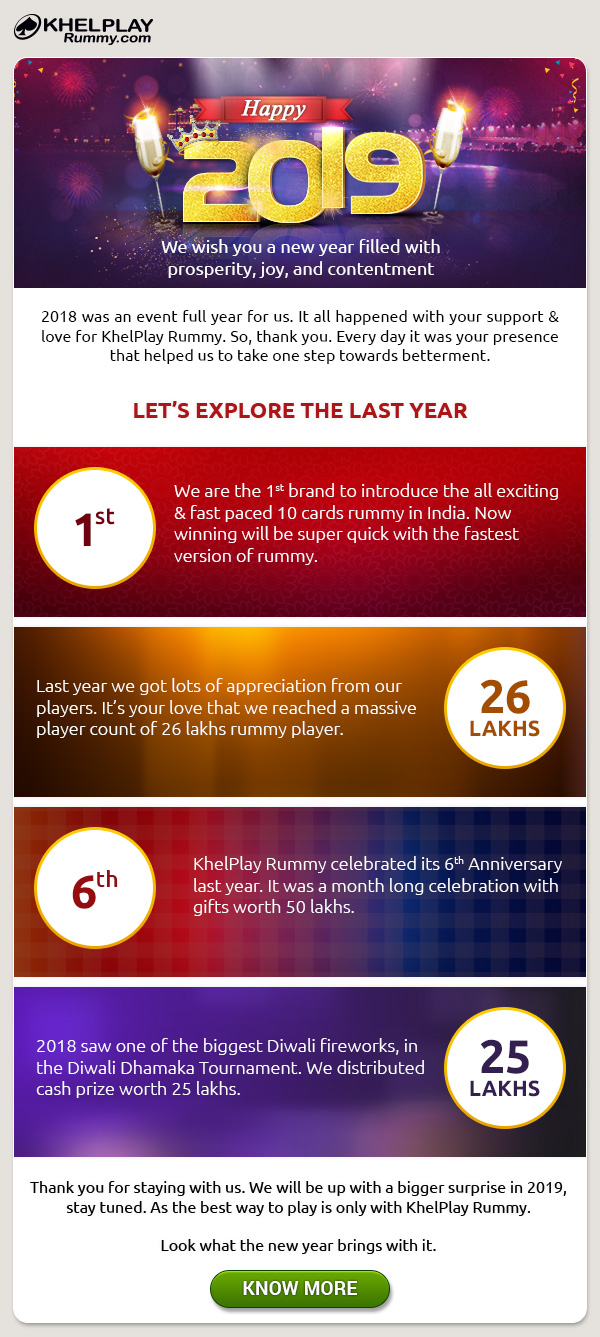 KHELPLAY
Rummy.com
Happy
2019
We wish you a new year filled with
prosperity, joy, and contentment
2018 was an event full year for us. It all happened with your support &
love for KhelPlay Rummy. So, thank you. Every day it was your presence
that helped us to take one step towards betterment.
LET’S EXPLORE THE LAST YEAR
1st
We are the 1st brand to introduce the all exciting
& fast paced 10 cards rummy in India. Now
winning will be super quick with the fastest
version of rummy.
Last year we got lots of appreciation from our
players. It’s your love that we reached a massive
player count of 26 lakhs rummy player.
26
LAKHS
6th
KhelPlay Rummy celebrated its 6th Anniversary
last year. It was a month long celebration with
gifts worth 50 lakhs.
2018 saw one of the biggest Diwali fireworks, in
the Diwali Dhamaka Tournament. We distributed
cash prize worth 25 lakhs.
25
LAKHS
Thank you for staying with us. We will be up with a bigger surprise in 2019,
stay tuned. As the best way to play is only with KhelPlay Rummy.
Look what the new year brings with it.
KNOW MORE